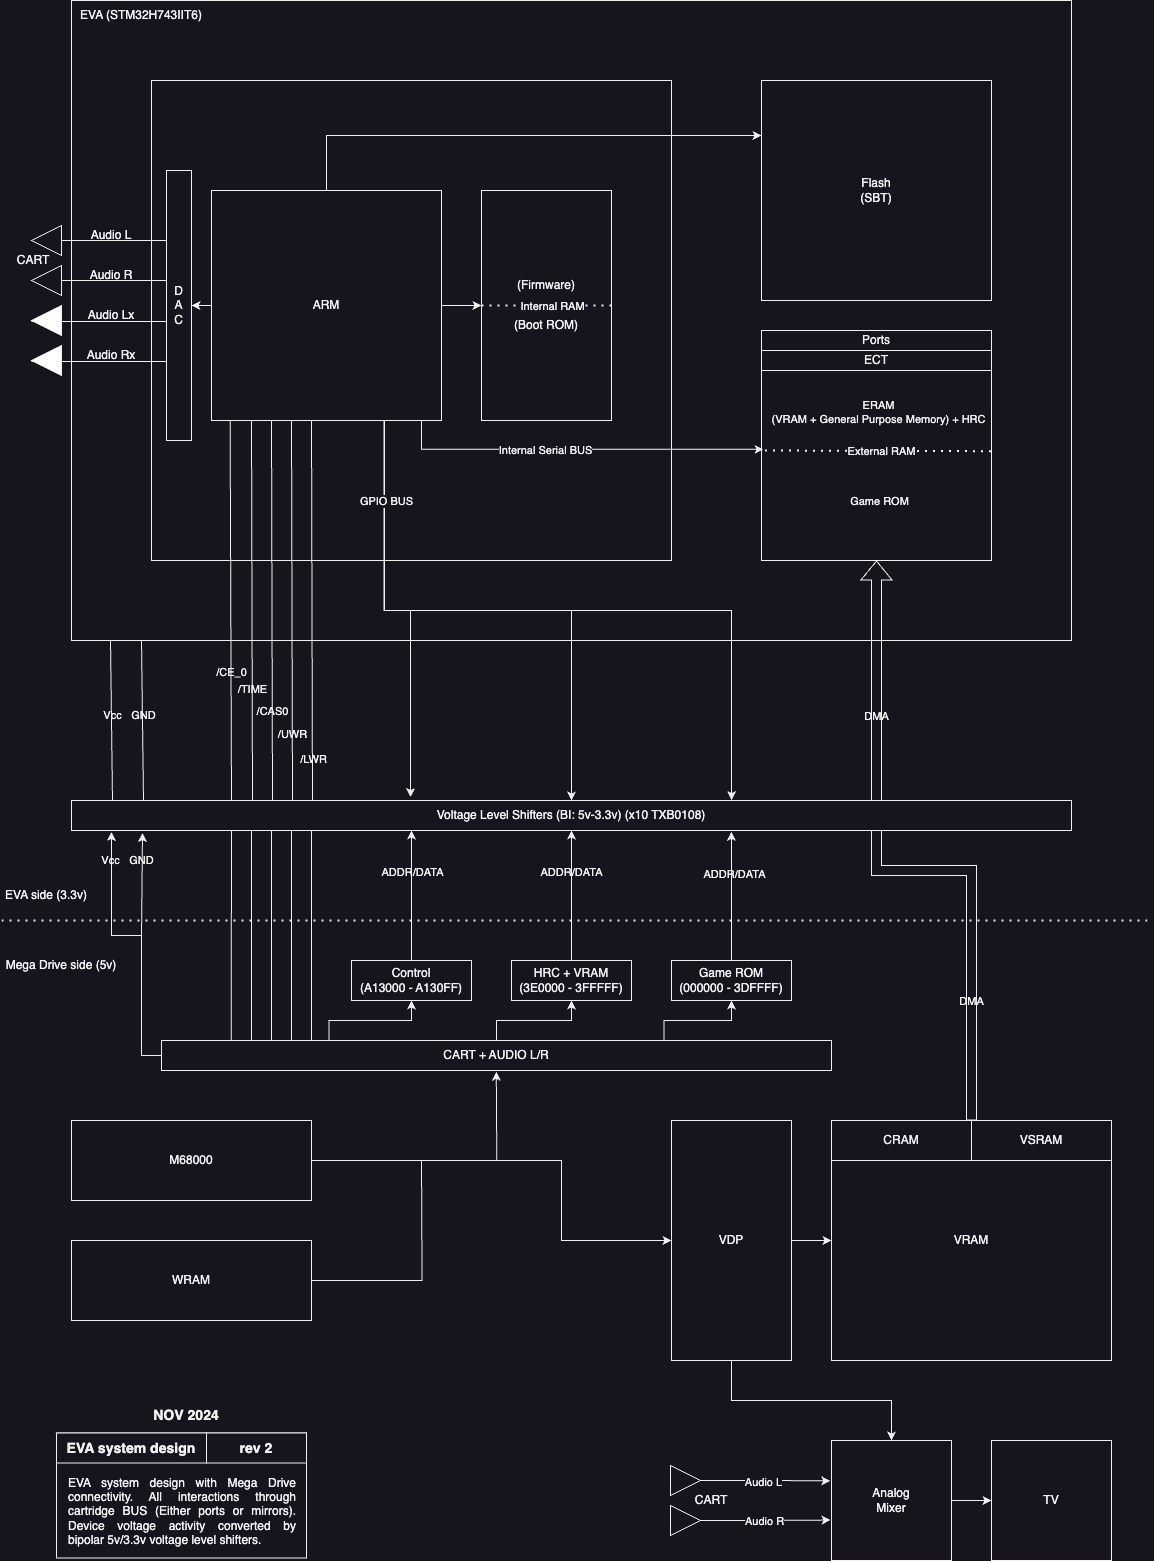 EVA (STM32H743IIT6)
Flash
(SBT)
Audio L
CART
Audio R
Audio Lx
Audio Rx
D
A
C
ARM
(Firmware)
Internal RAM
(Boot ROM)
Ports
ECT
ERAM
(VRAM + General Purpose Memory) + HRC
External RAM
Game ROM
Internal Serial BUS
GPIO BUS
/CE_0
/TIME
/CAS0
/UWR
/LWR
Vcc
GND
DMA
Voltage Level Shifters (BI: 5v-3.3v) (x10 TXB0108)
Vcc
GND
ADDR/DATA
ADDR/DATA
ADDR/DATA
EVA side (3.3v)
Mega Drive side (5v)
Control
(A13000 - A130FF)
HRC + VRAM
(3E0000 - 3FFFFF)
Game ROM
(000000 - 3DFFFF)
DMA
CART + AUDIO L/R
M68000
WRAM
VDP
CRAM
VSRAM
VRAM
NOV 2024
EVA system design
rev 2
EVA system design with Mega Drive
connectivity. All interactions through
cartridge BUS (Either ports or mirrors).
Device voltage activity converted by
bipolar 5v/3.3v voltage level shifters.
Audio L
CART
Audio R
Analog
Mixer
TV